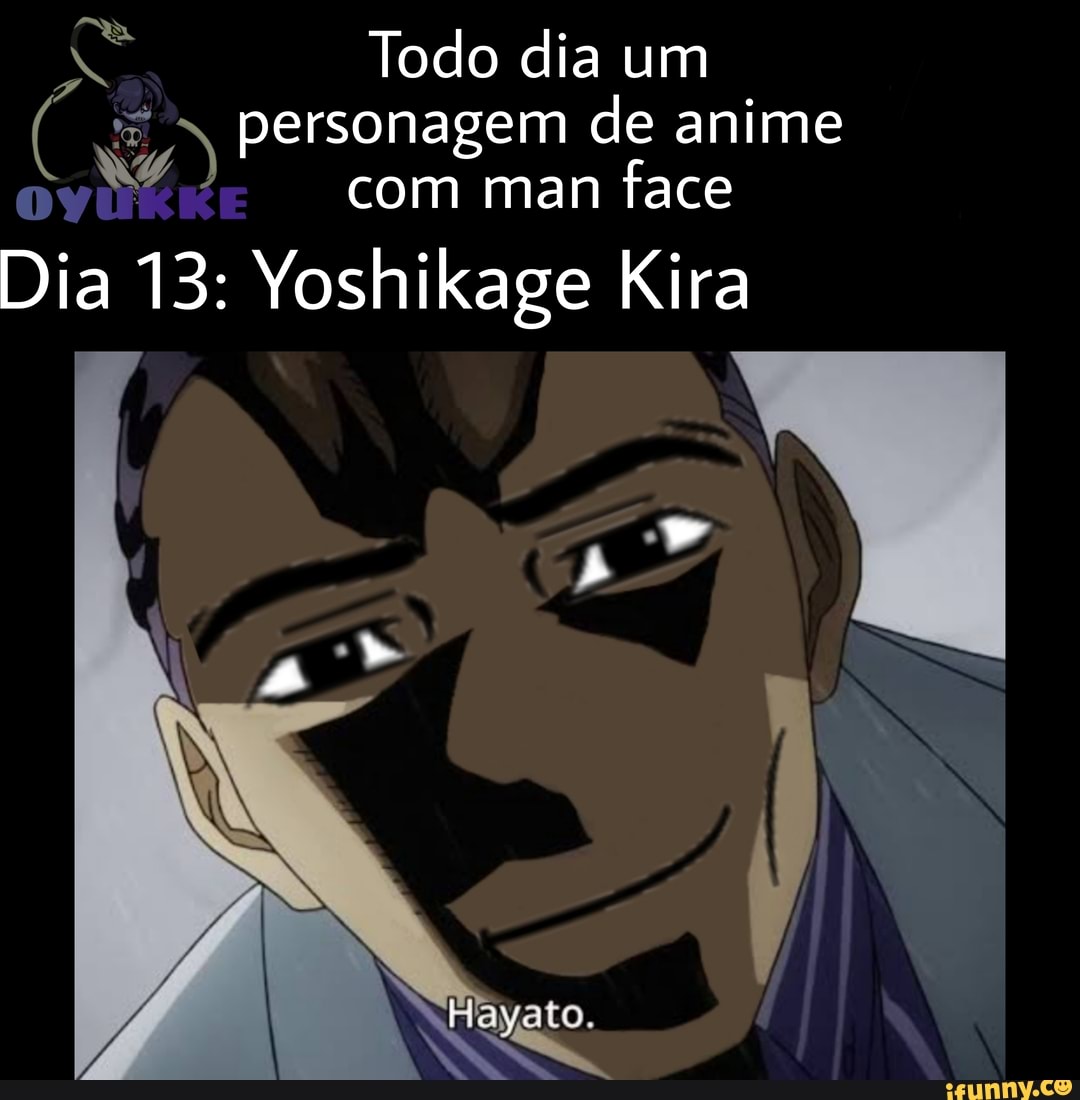 Todo dia um
personagem de anime
com man face
OYUKKE
Dia 13: Yoshikage Kira
Hayato.
ifunny.co